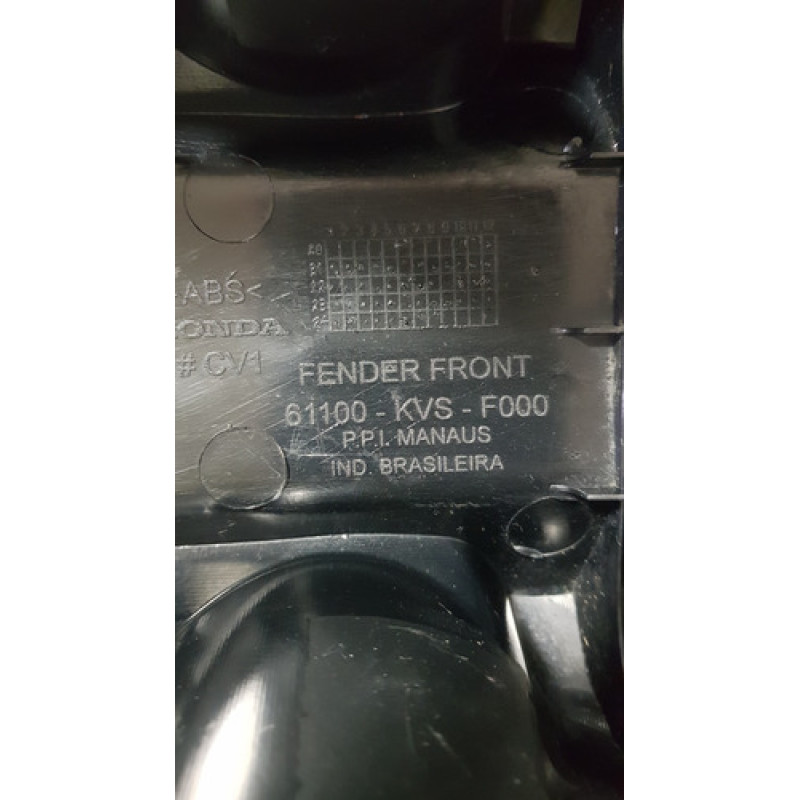 >ABS<
HONDA
# CV1
FENDER FRONT
61100 - KVS - F000
P.P.I. MANAUS
IND. BRASILEIRA